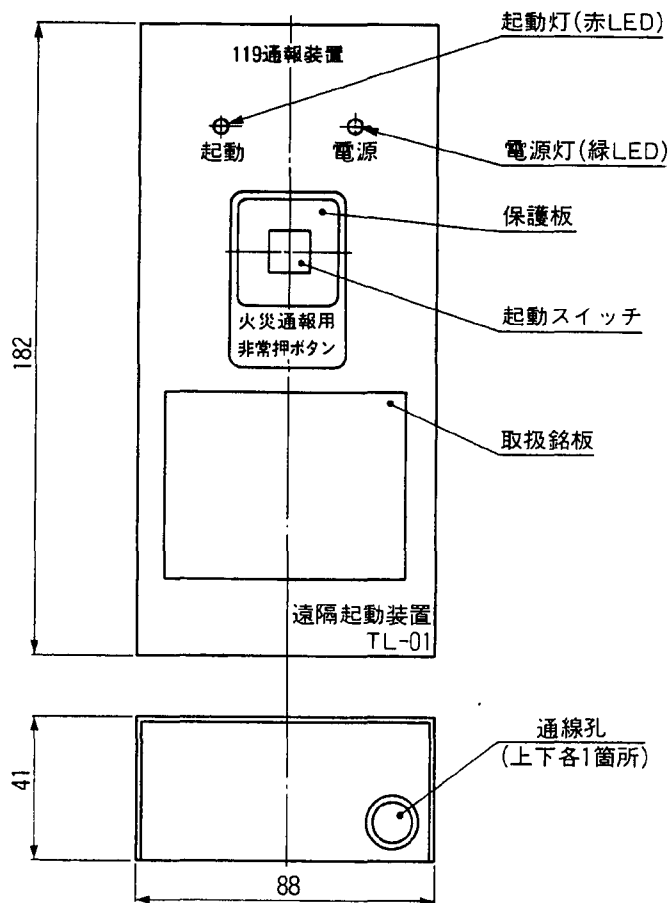 起動灯(赤LED)
119通報装置
起動
電源
電源灯(緑LED)
保護板
起動スイッチ
火災通報用
非常押ボタン
182
取扱銘板
遠隔起動装置
TL-01
通線孔
(上下各1箇所)
41
88